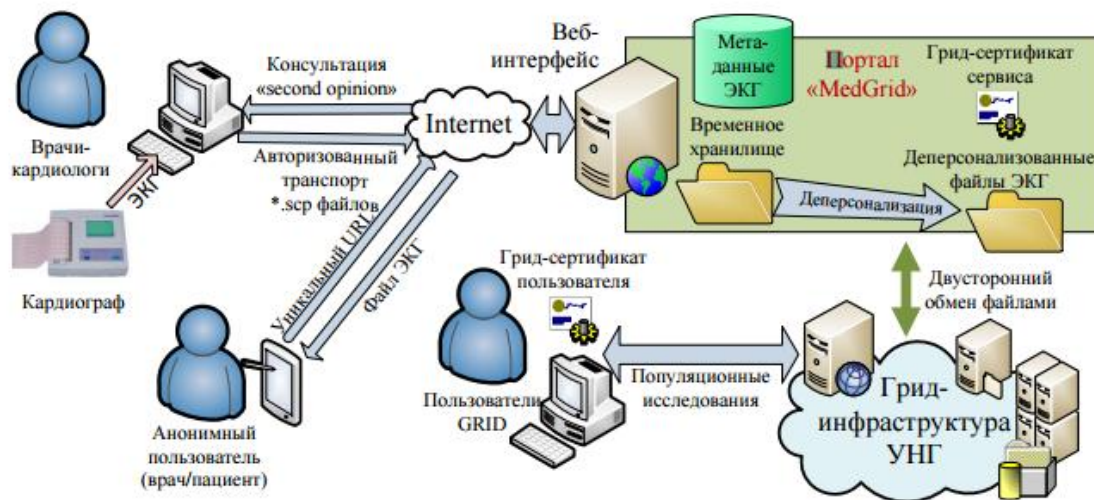 Врачи-
кардиологи
ЭКГ
Кардиограф
Консультация
«second opinion»
Авторизованный
транспорт
*.scp файлов
Internet
Веб-
интерфейс
Мета-
данные
ЭКГ
Портал
«MedGrid»
Грид-сертификат
сервиса
Временное
хранилище
Деперсонализация
Деперсонализованные
файлы ЭКГ
Уникальный URL
Файл ЭКГ
Анонимный
пользователь
(врач/пациент)
Грид-сертификат
пользователя
Пользователи
GRID
Популяционные
исследования
Двусторонний
обмен файлами
Грид-
инфраструктура
УНГ